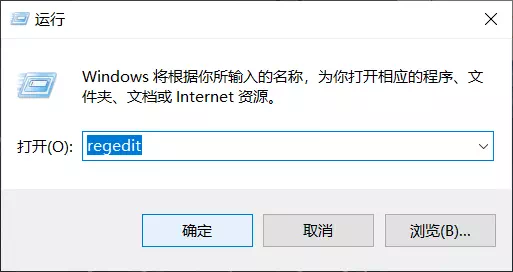 运行
Windows 将根据你所输入的名称，为你打开相应的程序、文
件夹、文档或 Internet 资源。
打开(O): regedit
确定 取消 浏览(B)...